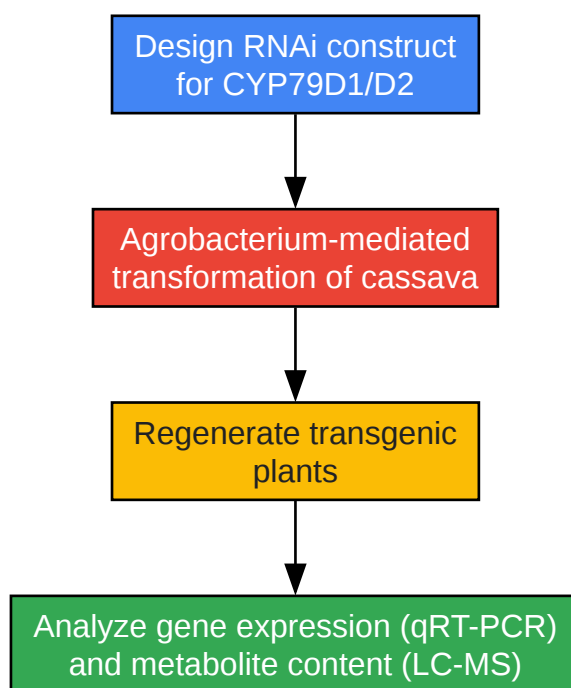 Design RNAi construct
for CYP79D1/D2
Agrobacterium-mediated
transformation of cassava
Regenerate transgenic
plants
Analyze gene expression (qRT-PCR)
and metabolite content (LC-MS)